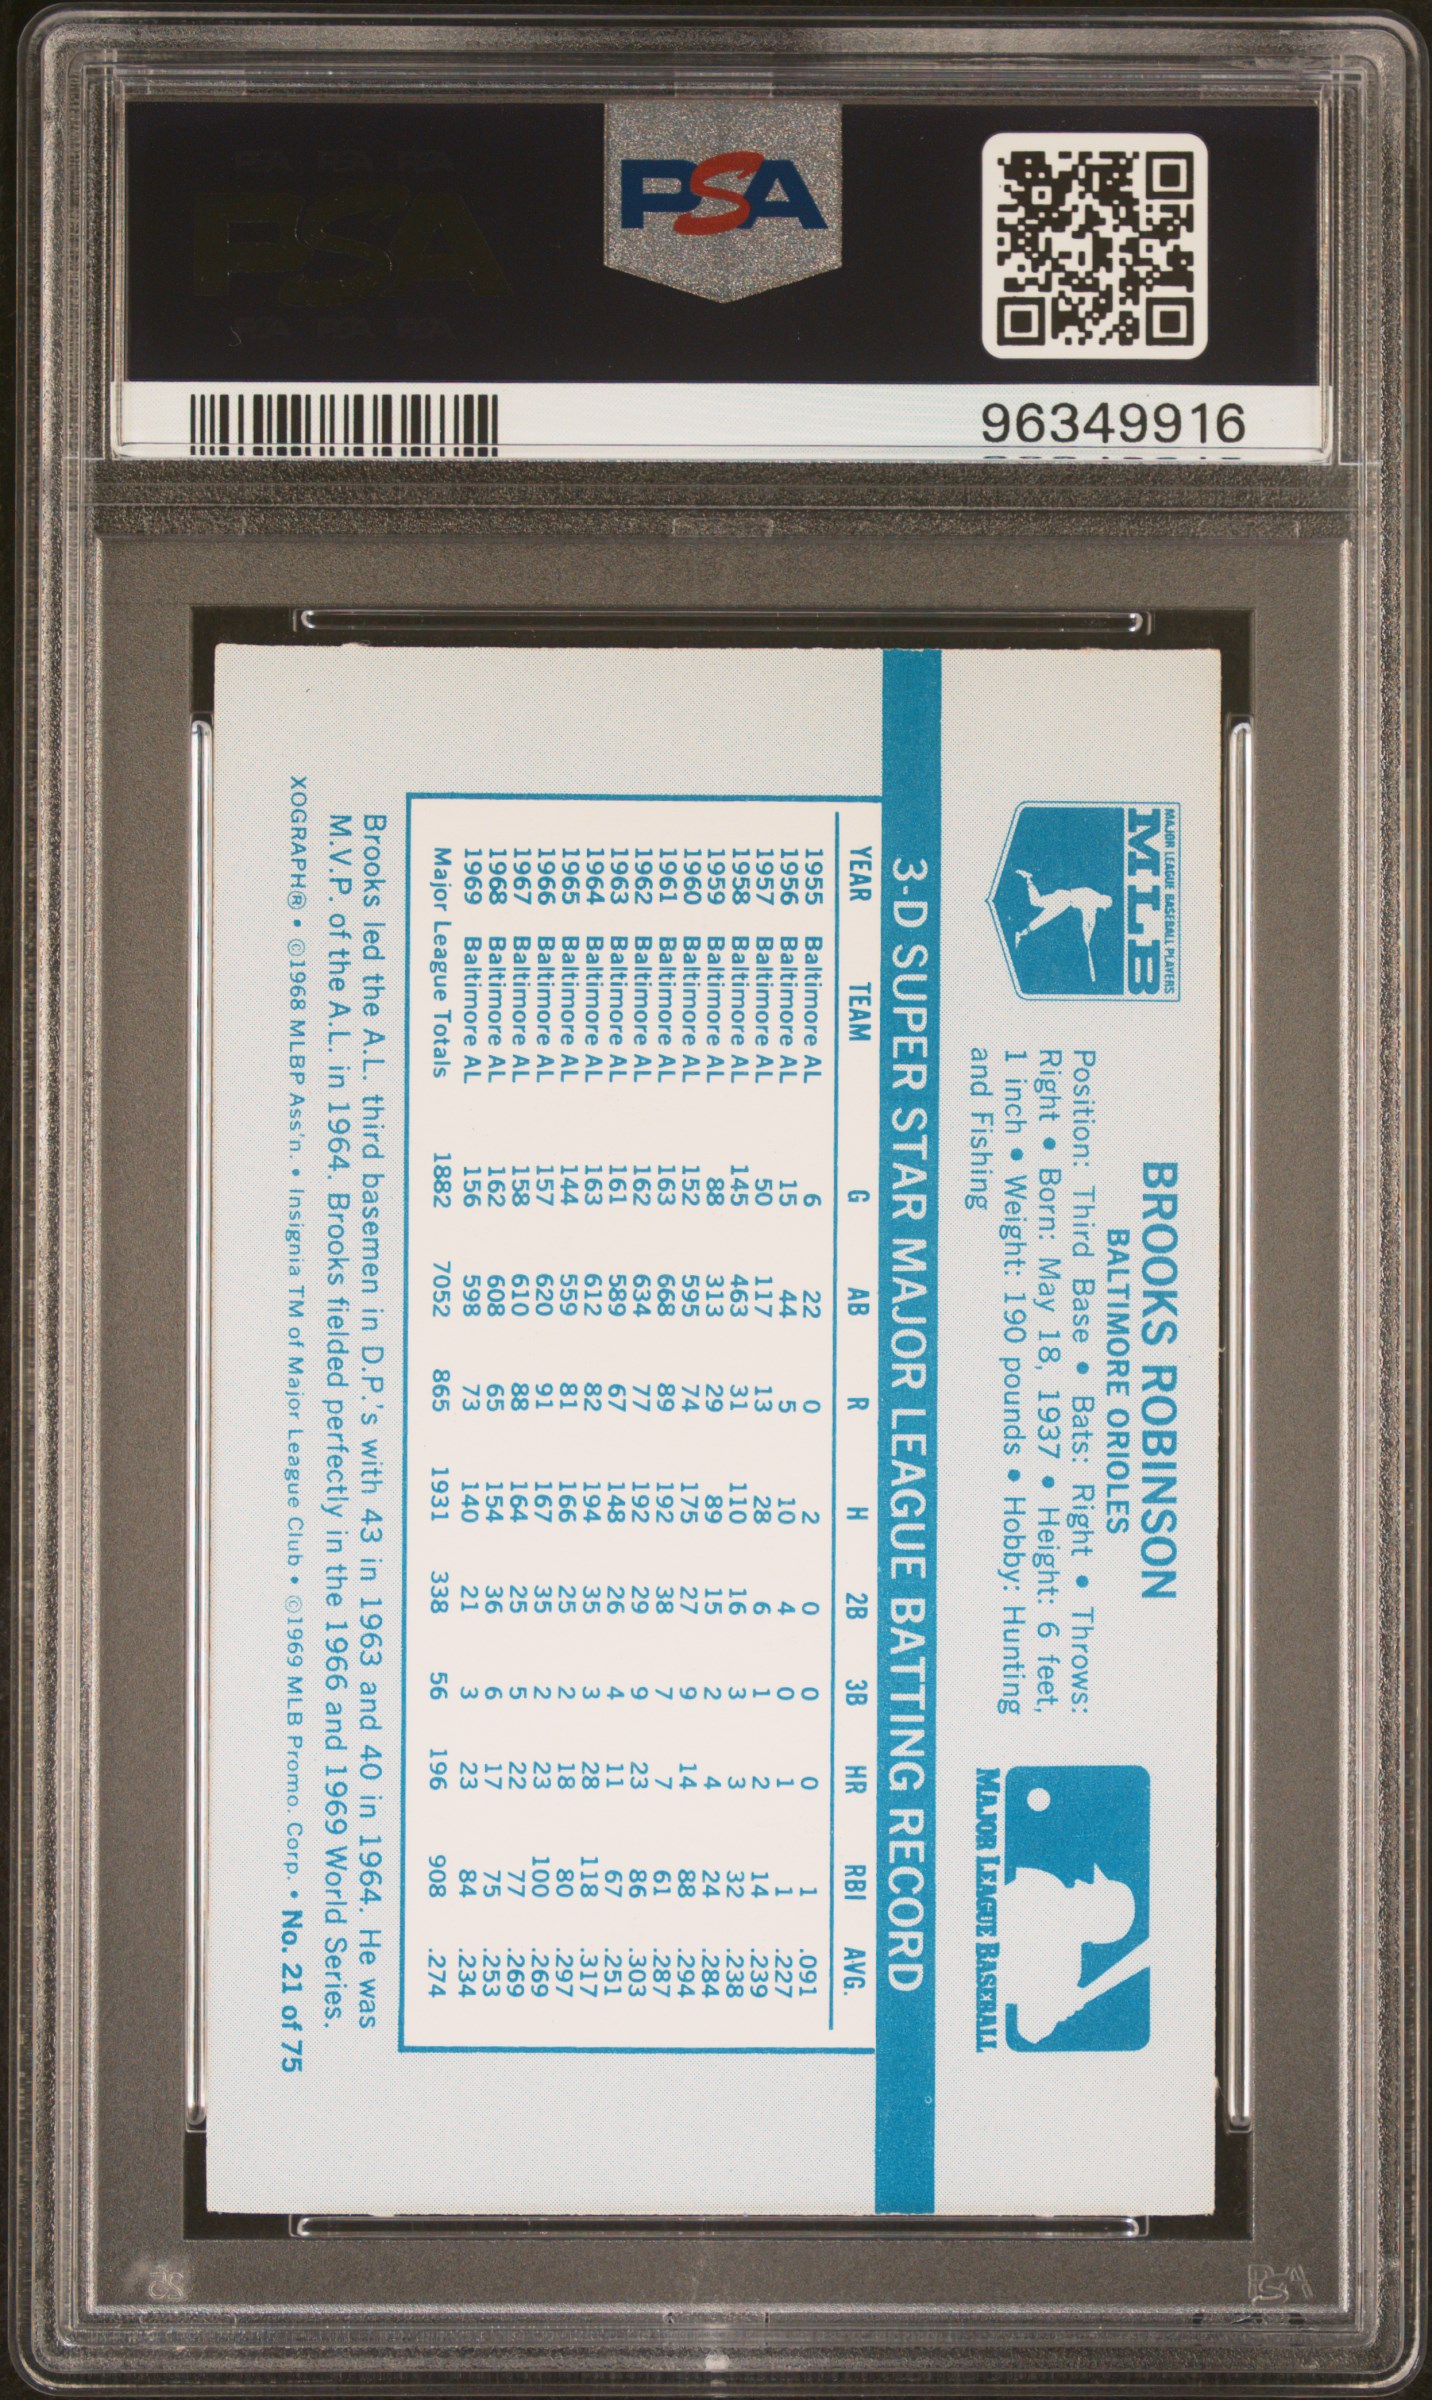 PSA
96349916
MAJOR LEAGUE BASEBALL PLAYERS
MLB
BROOKS ROBINSON
BALTIMORE ORIOLES
Position: Third Base • Bats: Right • Throws:
Right • Born: May 18, 1937 • Height: 6 feet,
1 inch • Weight: 190 pounds • Hobby: Hunting
and Fishing
MAJOR LEAGUE BASEBALL
3-D SUPER STAR MAJOR LEAGUE BATTING RECORD
YEAR TEAM G AB R H 2B 3B HR RBI AVG.
1955 Baltimore AL 6 22 0 2 0 0 0 1 .091
1956 Baltimore AL 15 44 5 10 4 0 1 1 .227
1957 Baltimore AL 50 117 13 28 6 1 2 14 .239
1958 Baltimore AL 145 463 31 110 16 3 3 32 .238
1959 Baltimore AL 88 313 29 89 15 2 4 24 .284
1960 Baltimore AL 152 595 74 175 27 9 14 88 .294
1961 Baltimore AL 163 668 89 192 38 7 7 61 .287
1962 Baltimore AL 162 634 77 192 29 9 23 86 .303
1963 Baltimore AL 161 589 67 148 26 4 11 67 .251
1964 Baltimore AL 163 612 82 194 35 3 28 118 .317
1965 Baltimore AL 144 559 81 166 25 2 18 80 .297
1966 Baltimore AL 157 620 91 167 35 2 23 100 .269
1967 Baltimore AL 158 610 88 164 25 5 22 77 .269
1968 Baltimore AL 162 608 65 154 36 6 17 75 .253
1969 Baltimore AL 156 598 73 140 21 3 23 84 .234
Major League Totals 1882 7052 865 1931 338 56 196 908 .274
Brooks led the A.L. third basemen in D.P.'s with 43 in 1963 and 40 in 1964. He was
M.V.P. of the A.L. in 1964. Brooks fielded perfectly in the 1966 and 1969 World Series.
XOGRAPH® • ©1968 MLBP Ass'n. • Insignia TM of Major League Club • ©1969 MLB Promo. Corp. • No. 21 of 75
PSA